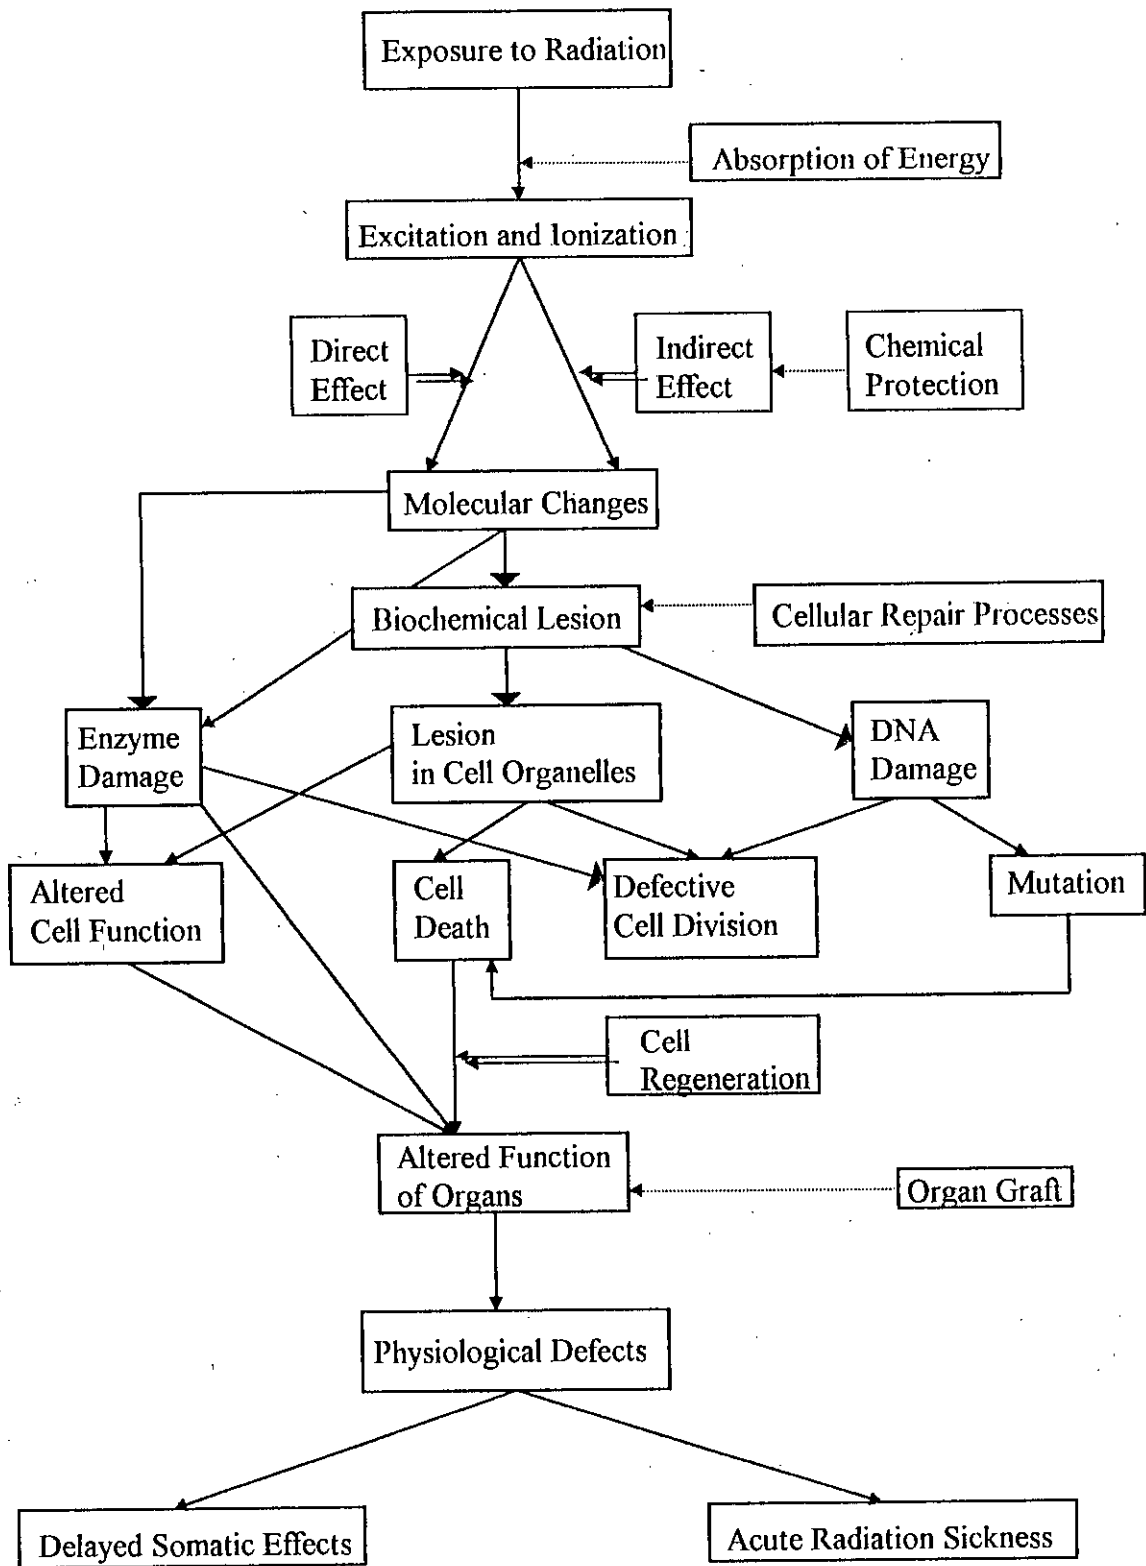 Exposure to Radiation
Absorption of Energy
Excitation and Ionization
Direct
Effect
Indirect
Effect
Chemical
Protection
Molecular Changes
Biochemical Lesion
Cellular Repair Processes
Enzyme
Damage
Lesion
in Cell Organelles
DNA
Damage
Altered
Cell Function
Cell
Death
Defective
Cell Division
Mutation
Cell
Regeneration
Altered Function
of Organs
Organ Graft
Physiological Defects
Delayed Somatic Effects
Acute Radiation Sickness